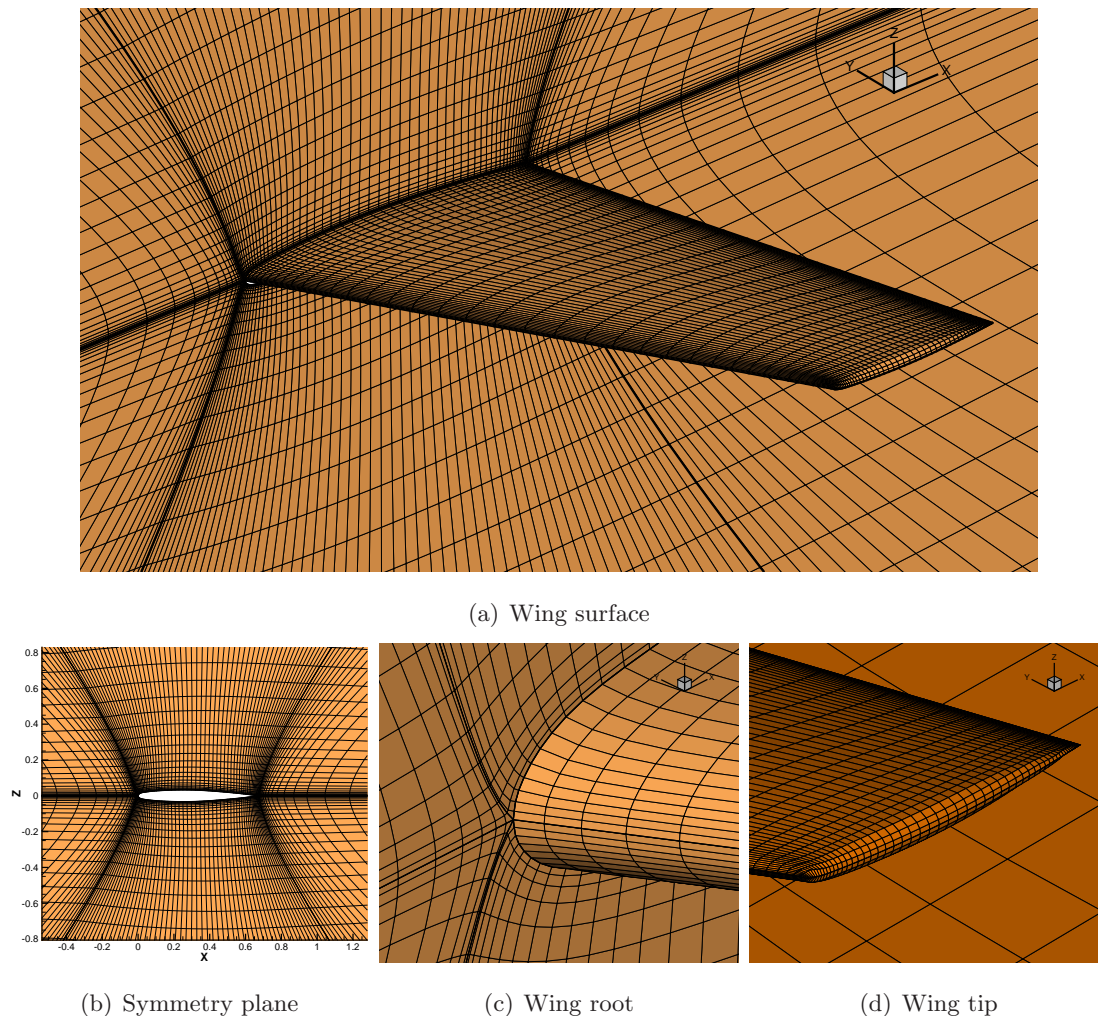 Z
Y
X
(a) Wing surface
0.8
0.6
0.4
0.2
Z
0
-0.2
-0.4
-0.6
-0.8
-0.4
-0.2
0
0.2
0.4
0.6
0.8
1
1.2
X
Z
Y
X
Z
Y
X
(b) Symmetry plane
(c) Wing root
(d) Wing tip